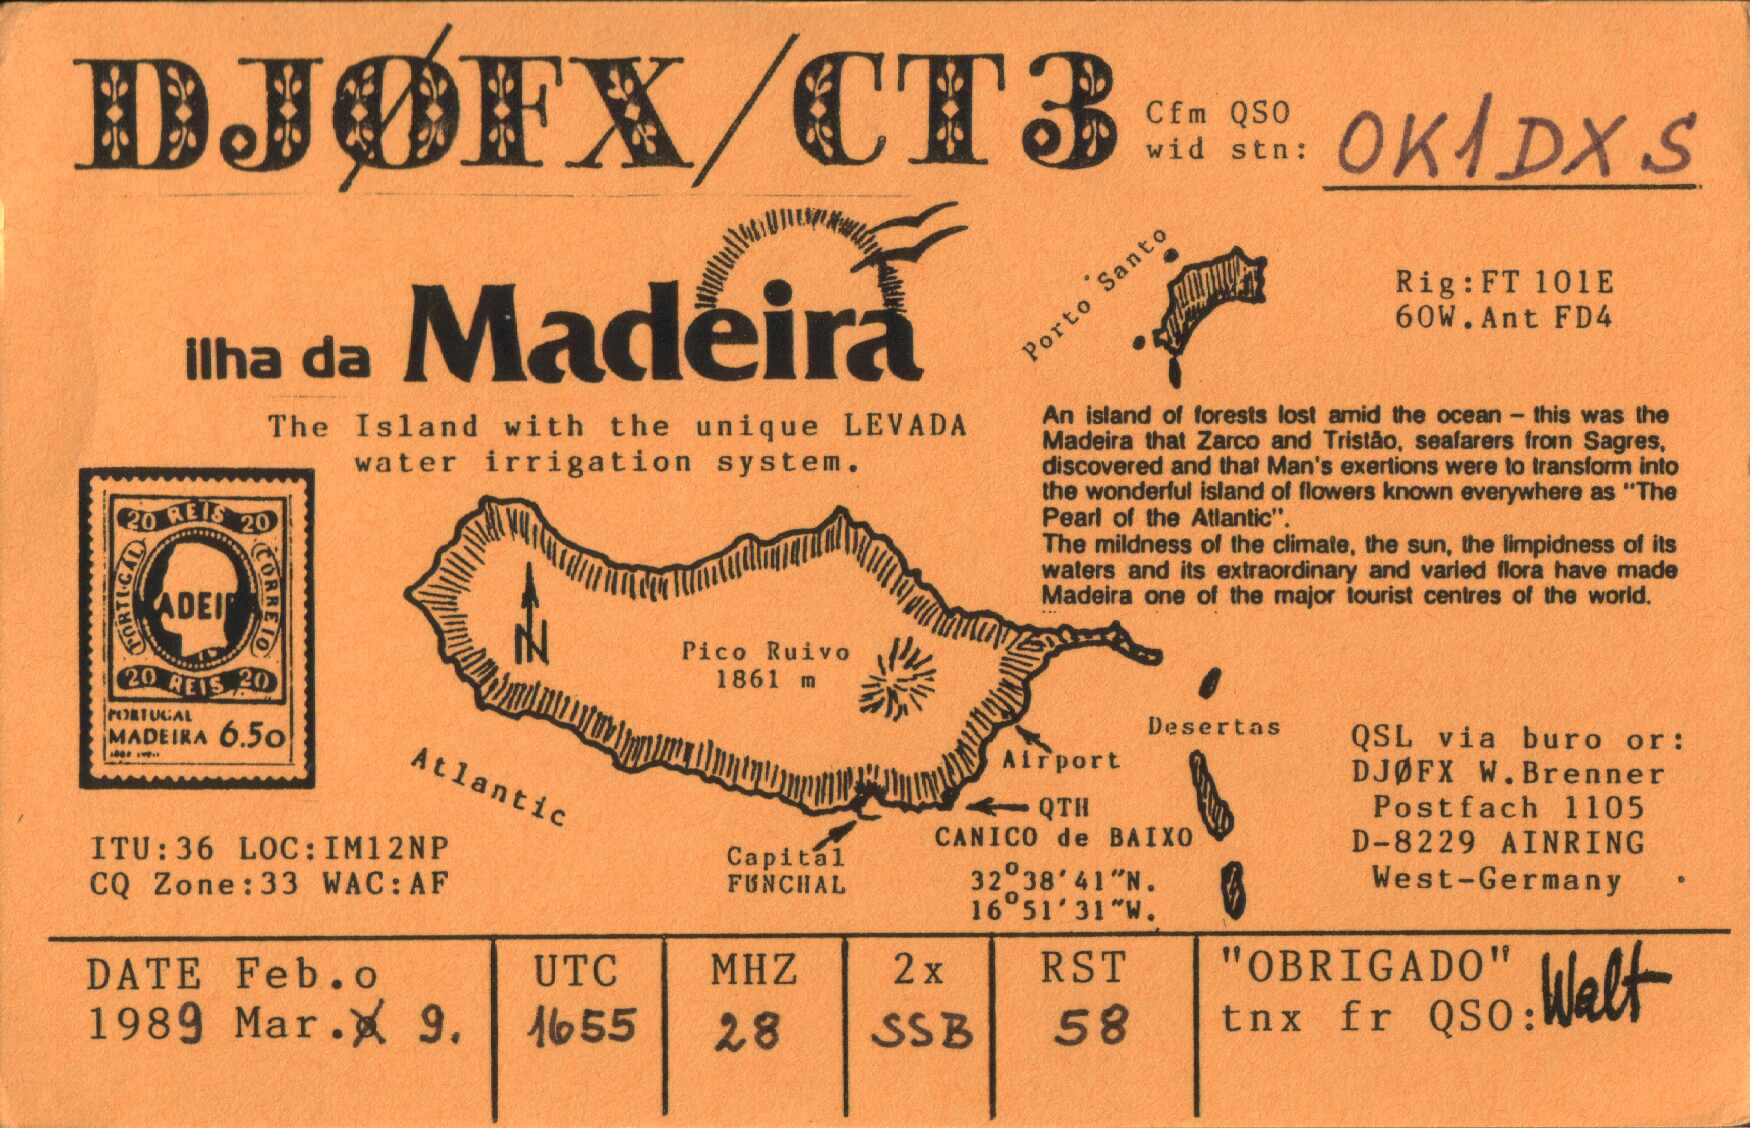 DJØFX/CT3
Cfm QSO
wid stn: OK1DXS
ilha da Madeira
The Island with the unique LEVADA
water irrigation system.
Porto Santo
Rig:FT 101E
60W.Ant FD4
An island of forests lost amid the ocean – this was the
Madeira that Zarco and Tristão, seafarers from Sagres,
discovered and that Man's exertions were to transform into
the wonderful island of flowers known everywhere as "The
Pearl of the Atlantic".
The mildness of the climate, the sun, the limpidness of its
waters and its extraordinary and varied flora have made
Madeira one of the major tourist centres of the world.
20 REIS 20
PORTUGAL
CORREIO
ADEI
20 REIS 20
PORTUGAL
MADEIRA 6.50
N
Pico Ruivo
1861 m
Atlantic
Desertas
Airport
QTH
CANICO de BAIXO
32°38'41"N.
16°51'31"W.
Capital
FUNCHAL
QSL via buro or:
DJØFX W.Brenner
Postfach 1105
D-8229 AINRING
West-Germany
ITU:36 LOC:IM12NP
CQ Zone:33 WAC:AF
DATE Feb.o
1989 Mar.ø 9.
UTC
1655
MHZ
28
2x
SSB
RST
58
"OBRIGADO"
tnx fr QSO: Walt